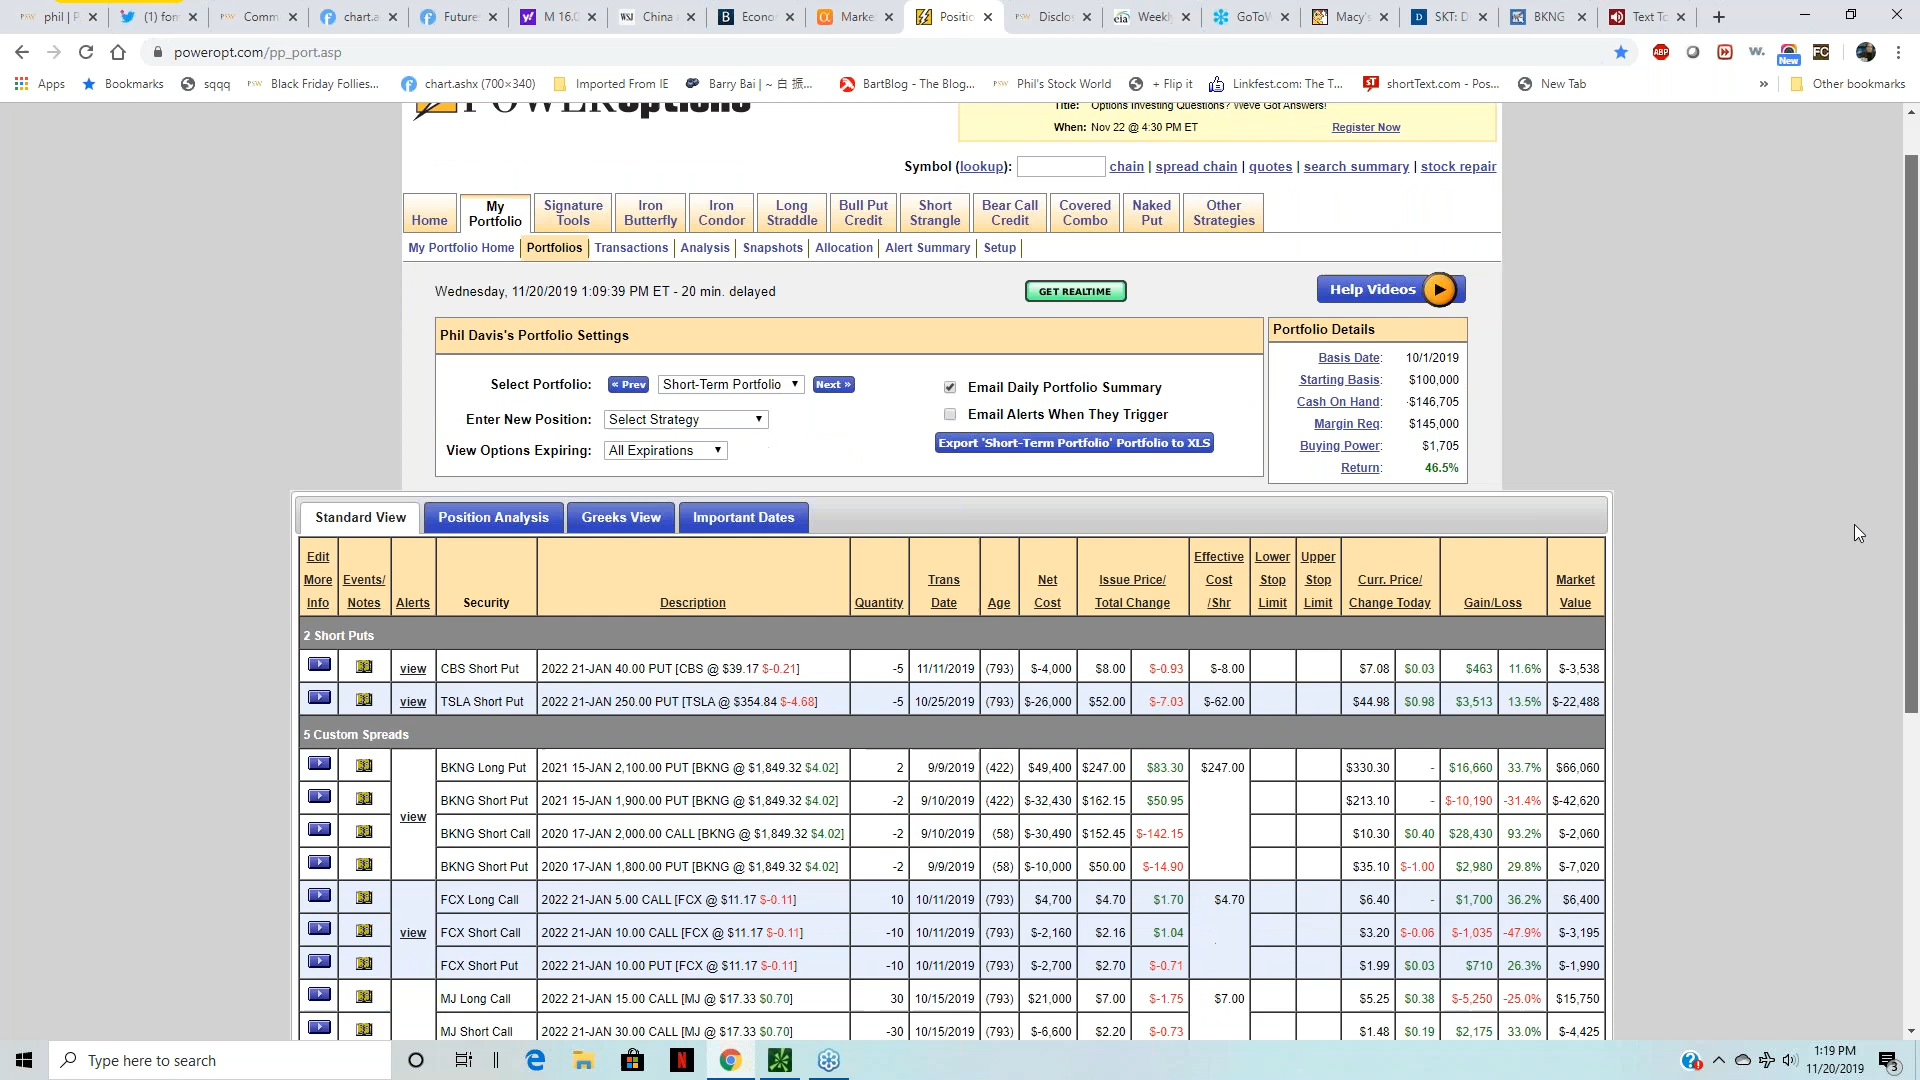 phil | P
(1) fom
Comm
chart.a
Future
M 16.0
China
Econo
Marke
Positio
Disclos
Weekl
GoToW
Macy's
SKT: D
BKNG
Text To
poweropt.com/pp_port.asp
Apps
Bookmarks
sqqq
Black Friday Follies...
chart.ashx (700×340)
Imported From IE
Barry Bai | ~ 白 振...
BartBlog - The Blog...
Phil's Stock World
+ Flip it
Linkfest.com: The T...
shortText.com - Pos...
New Tab
»
Other bookmarks
POWEROptions
Title: Options Investing Questions? We've Got Answers!
When: Nov 22 @ 4:30 PM ET Register Now
Symbol (lookup): chain | spread chain | quotes | search summary | stock repair
Home
My Portfolio
Signature Tools
Iron Butterfly
Iron Condor
Long Straddle
Bull Put Credit
Short Strangle
Bear Call Credit
Covered Combo
Naked Put
Other Strategies
My Portfolio Home | Portfolios | Transactions | Analysis | Snapshots | Allocation | Alert Summary | Setup |
Wednesday, 11/20/2019 1:09:39 PM ET - 20 min. delayed
GET REALTIME
Help Videos
Phil Davis's Portfolio Settings
Select Portfolio: « Prev Short-Term Portfolio Next »
Enter New Position: Select Strategy
View Options Expiring: All Expirations
Email Daily Portfolio Summary
Email Alerts When They Trigger
Export 'Short-Term Portfolio' Portfolio to XLS
Portfolio Details
Basis Date: 10/1/2019
Starting Basis: $100,000
Cash On Hand: $146,705
Margin Req: $145,000
Buying Power: $1,705
Return: 46.5%
Standard View
Position Analysis
Greeks View
Important Dates
Edit More Info
Events/ Notes
Alerts
Security
Description
Quantity
Trans Date
Age
Net Cost
Issue Price/ Total Change
Effective Cost /Shr
Lower Stop Limit
Upper Stop Limit
Curr. Price/ Change Today
Gain/Loss
Market Value
2 Short Puts
view CBS Short Put 2022 21-JAN 40.00 PUT [CBS @ $39.17 $-0.21] -5 11/11/2019 (793) $-4,000 $8.00 $-0.93 $-8.00 $7.08 $0.03 $463 11.6% $-3,538
view TSLA Short Put 2022 21-JAN 250.00 PUT [TSLA @ $354.84 $-4.68] -5 10/25/2019 (793) $-26,000 $52.00 $-7.03 $-62.00 $44.98 $0.98 $3,513 13.5% $-22,488
5 Custom Spreads
BKNG Long Put 2021 15-JAN 2,100.00 PUT [BKNG @ $1,849.32 $4.02] 2 9/9/2019 (422) $49,400 $247.00 $83.30 $247.00 $330.30 - $16,660 33.7% $66,060
BKNG Short Put 2021 15-JAN 1,900.00 PUT [BKNG @ $1,849.32 $4.02] -2 9/10/2019 (422) $-32,430 $162.15 $50.95 $213.10 - $-10,190 -31.4% $-42,620
view
BKNG Short Call 2020 17-JAN 2,000.00 CALL [BKNG @ $1,849.32 $4.02] -2 9/10/2019 (58) $-30,490 $152.45 $-142.15 $10.30 $0.40 $28,430 93.2% $-2,060
BKNG Short Put 2020 17-JAN 1,800.00 PUT [BKNG @ $1,849.32 $4.02] -2 9/9/2019 (58) $-10,000 $50.00 $-14.90 $35.10 $-1.00 $2,980 29.8% $-7,020
FCX Long Call 2022 21-JAN 5.00 CALL [FCX @ $11.17 $-0.11] 10 10/11/2019 (793) $4,700 $4.70 $1.70 $4.70 $6.40 - $1,700 36.2% $6,400
view FCX Short Call 2022 21-JAN 10.00 CALL [FCX @ $11.17 $-0.11] -10 10/11/2019 (793) $-2,160 $2.16 $1.04 $3.20 $-0.06 $-1,035 -47.9% $-3,195
FCX Short Put 2022 21-JAN 10.00 PUT [FCX @ $11.17 $-0.11] -10 10/11/2019 (793) $-2,700 $2.70 $-0.71 $1.99 $0.03 $710 26.3% $-1,990
MJ Long Call 2022 21-JAN 15.00 CALL [MJ @ $17.33 $0.70] 30 10/15/2019 (793) $21,000 $7.00 $-1.75 $7.00 $5.25 $0.38 $-5,250 -25.0% $15,750
MJ Short Call 2022 21-JAN 30.00 CALL [MJ @ $17.33 $0.70] -30 10/15/2019 (793) $-6,600 $2.20 $-0.73 $1.48 $0.19 $2,175 33.0% $-4,425
Type here to search
1:19 PM
11/20/2019